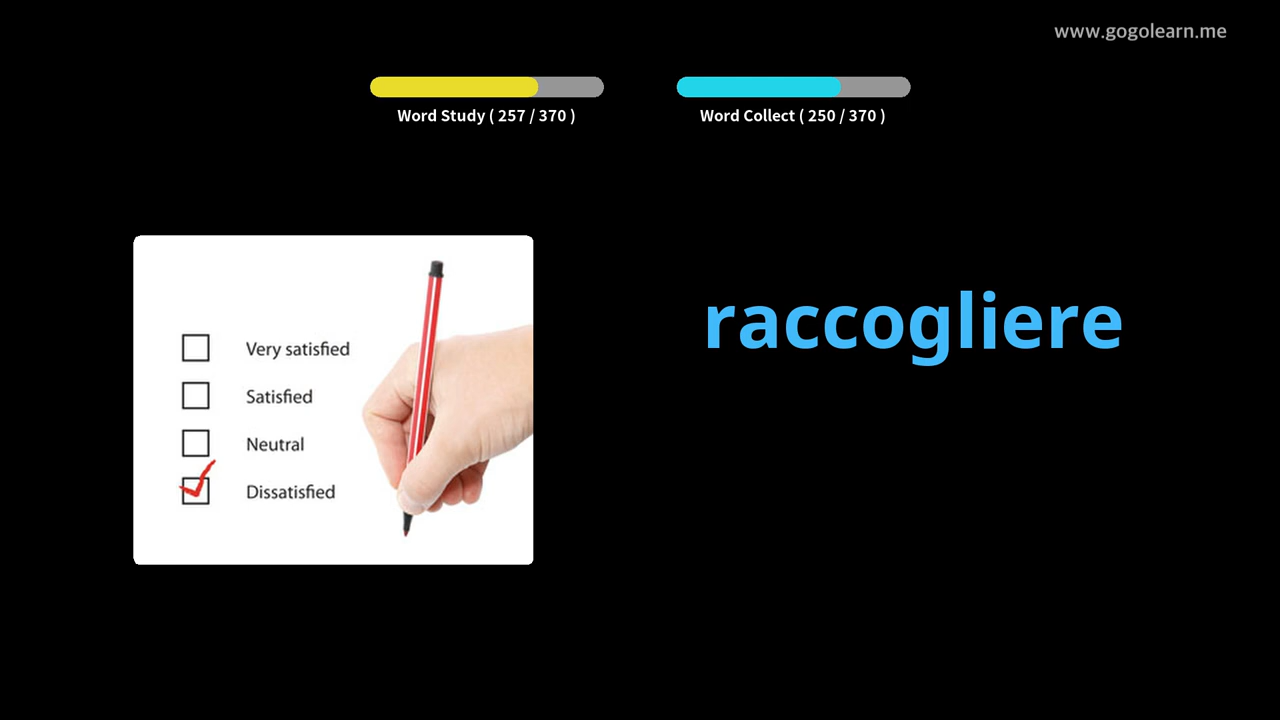 www.gogolearn.me
Word Study ( 257 / 370 )
Word Collect ( 250 / 370 )
raccogliere
Very satisfied
Satisfied
Neutral
Dissatisfied